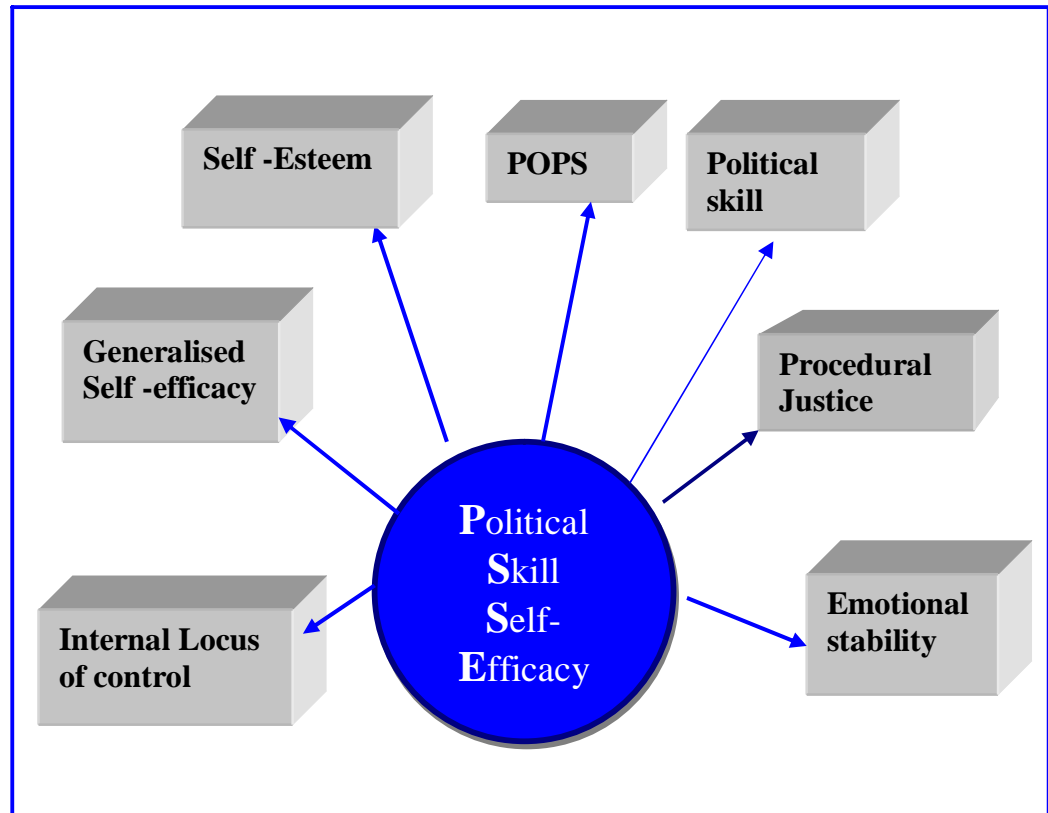 Self -Esteem
POPS
Political
skill
Generalised
Self -efficacy
Procedural
Justice
Political
Skill
Self-
Efficacy
Internal Locus
of control
Emotional
stability